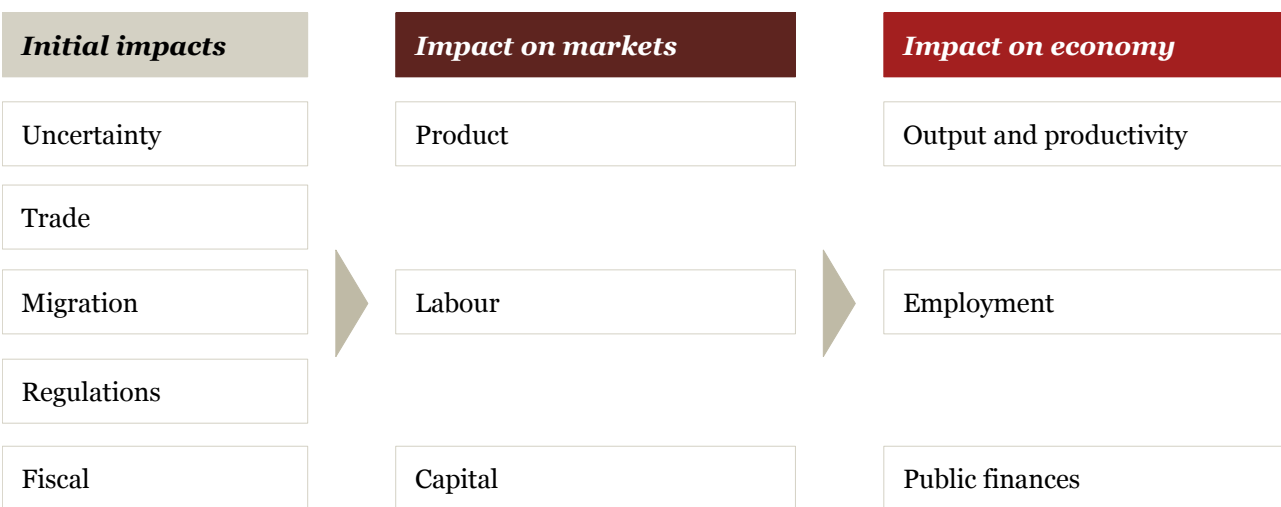 Initial impacts
Impact on markets
Impact on economy
Uncertainty
Product
Output and productivity
Trade
Migration
Labour
Employment
Regulations
Fiscal
Capital
Public finances